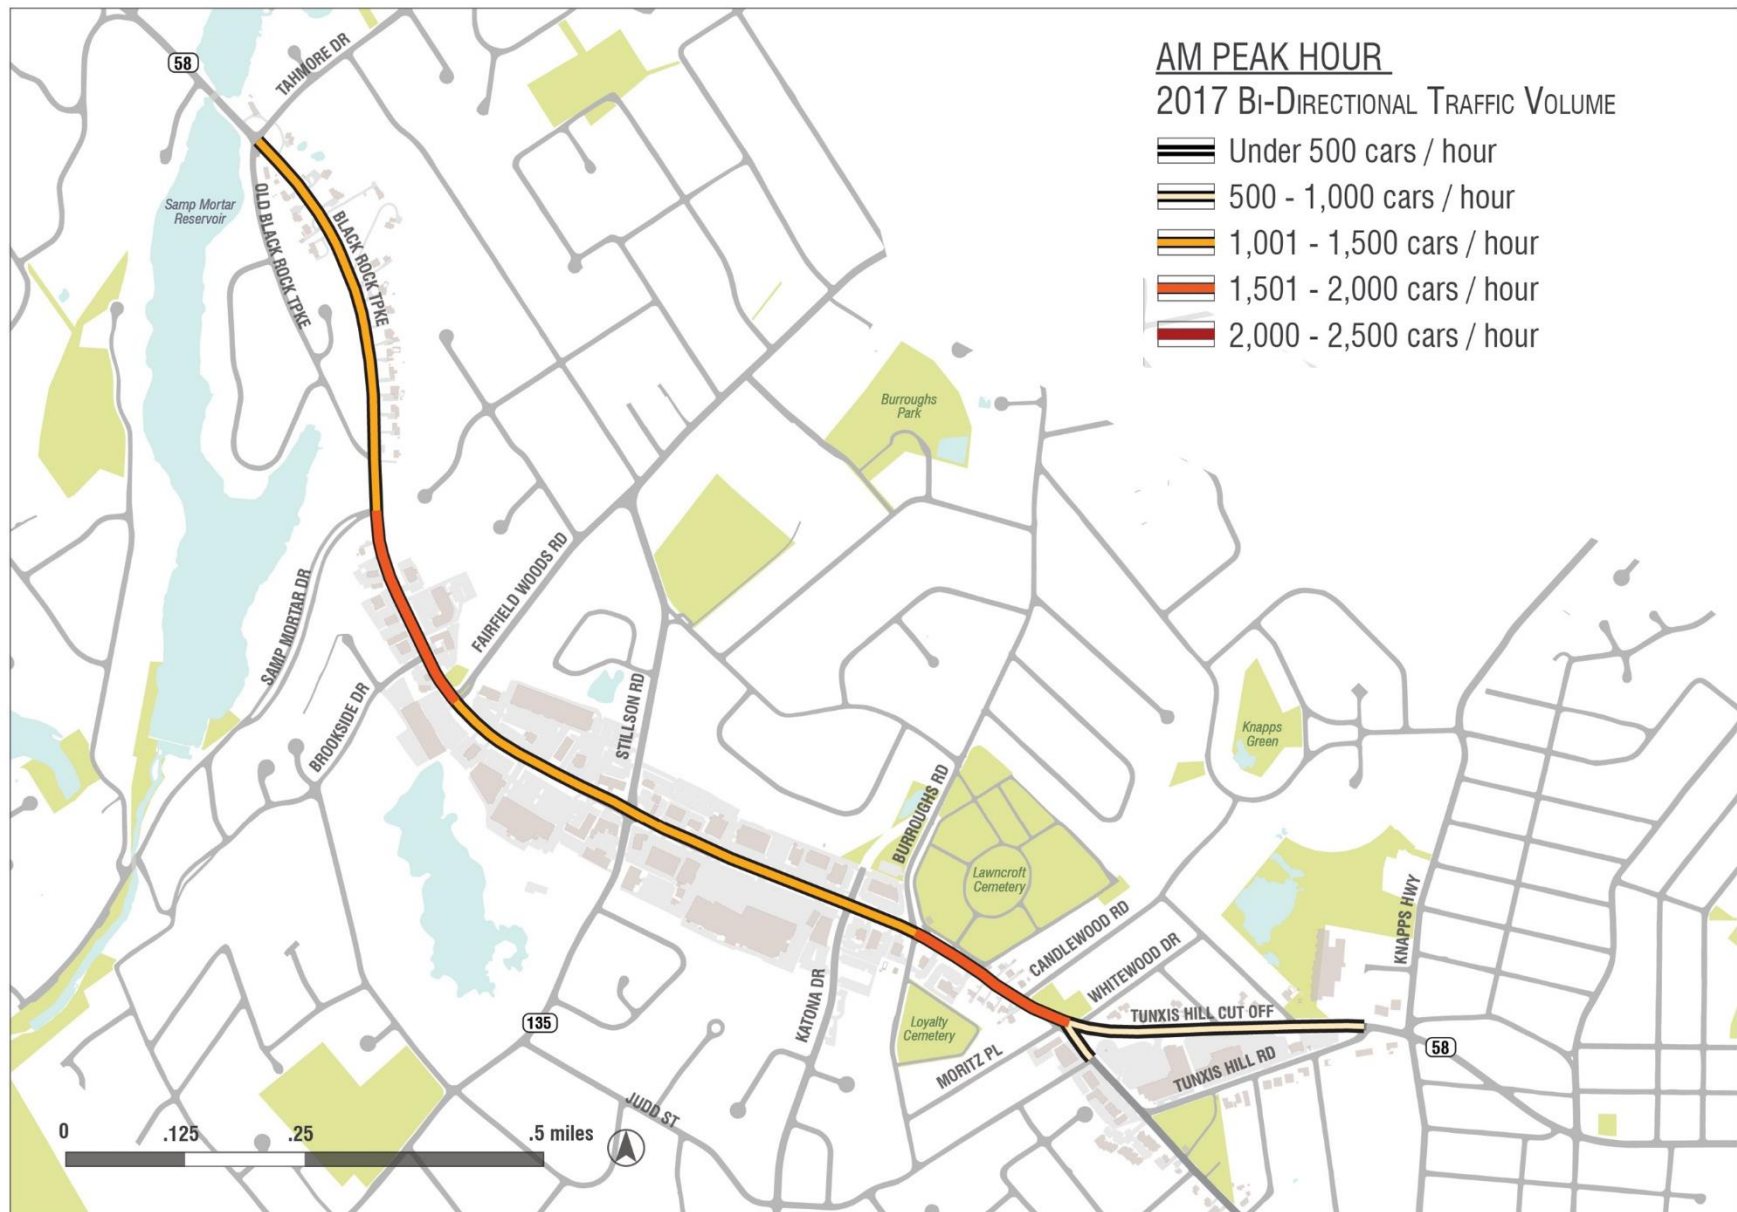 AM PEAK HOUR
2017 BI-DIRECTIONAL TRAFFIC VOLUME
Under 500 cars / hour
500 - 1,000 cars / hour
1,001 - 1,500 cars / hour
1,501 - 2,000 cars / hour
2,000 - 2,500 cars / hour
58
TAHMORE DR
Samp Mortar
Reservoir
OLD BLACK ROCK TPKE
BLACK ROCK TPKE
Burroughs
Park
FAIRFIELD WOODS RD
SAMP MORTAR DR
BROOKSIDE DR
STILLSON RD
Knapps
Green
BURROUGHS RD
Lawncroft
Cemetery
CANDLEWOOD RD
WHITEWOOD DR
KNAPPS HWY
KATONA DR
Loyalty
Cemetery
MORITZ PL
TUNXIS HILL CUT OFF
TUNXIS HILL RD
58
135
JUDD ST
0
.125
.25
.5 miles